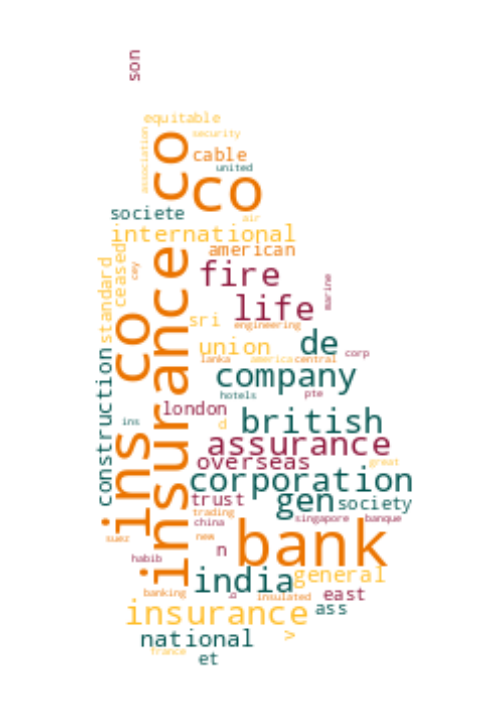 son
equitable
association
security
insurance co
co
cable
united
societe
air
international
american
ceased
cey
fire
standard
marine
life
sri
engineering
ins co
union
de
lanka
america
central
corp
company
construction
hotels
pte
london
ins
d
british
assurance
overseas
great
corporation
trust
gen
society
trading
china
singapore
banque
suez
new
n
bank
habib
india
general
banking
insulated
east
insurance
ass
>
national
france
et